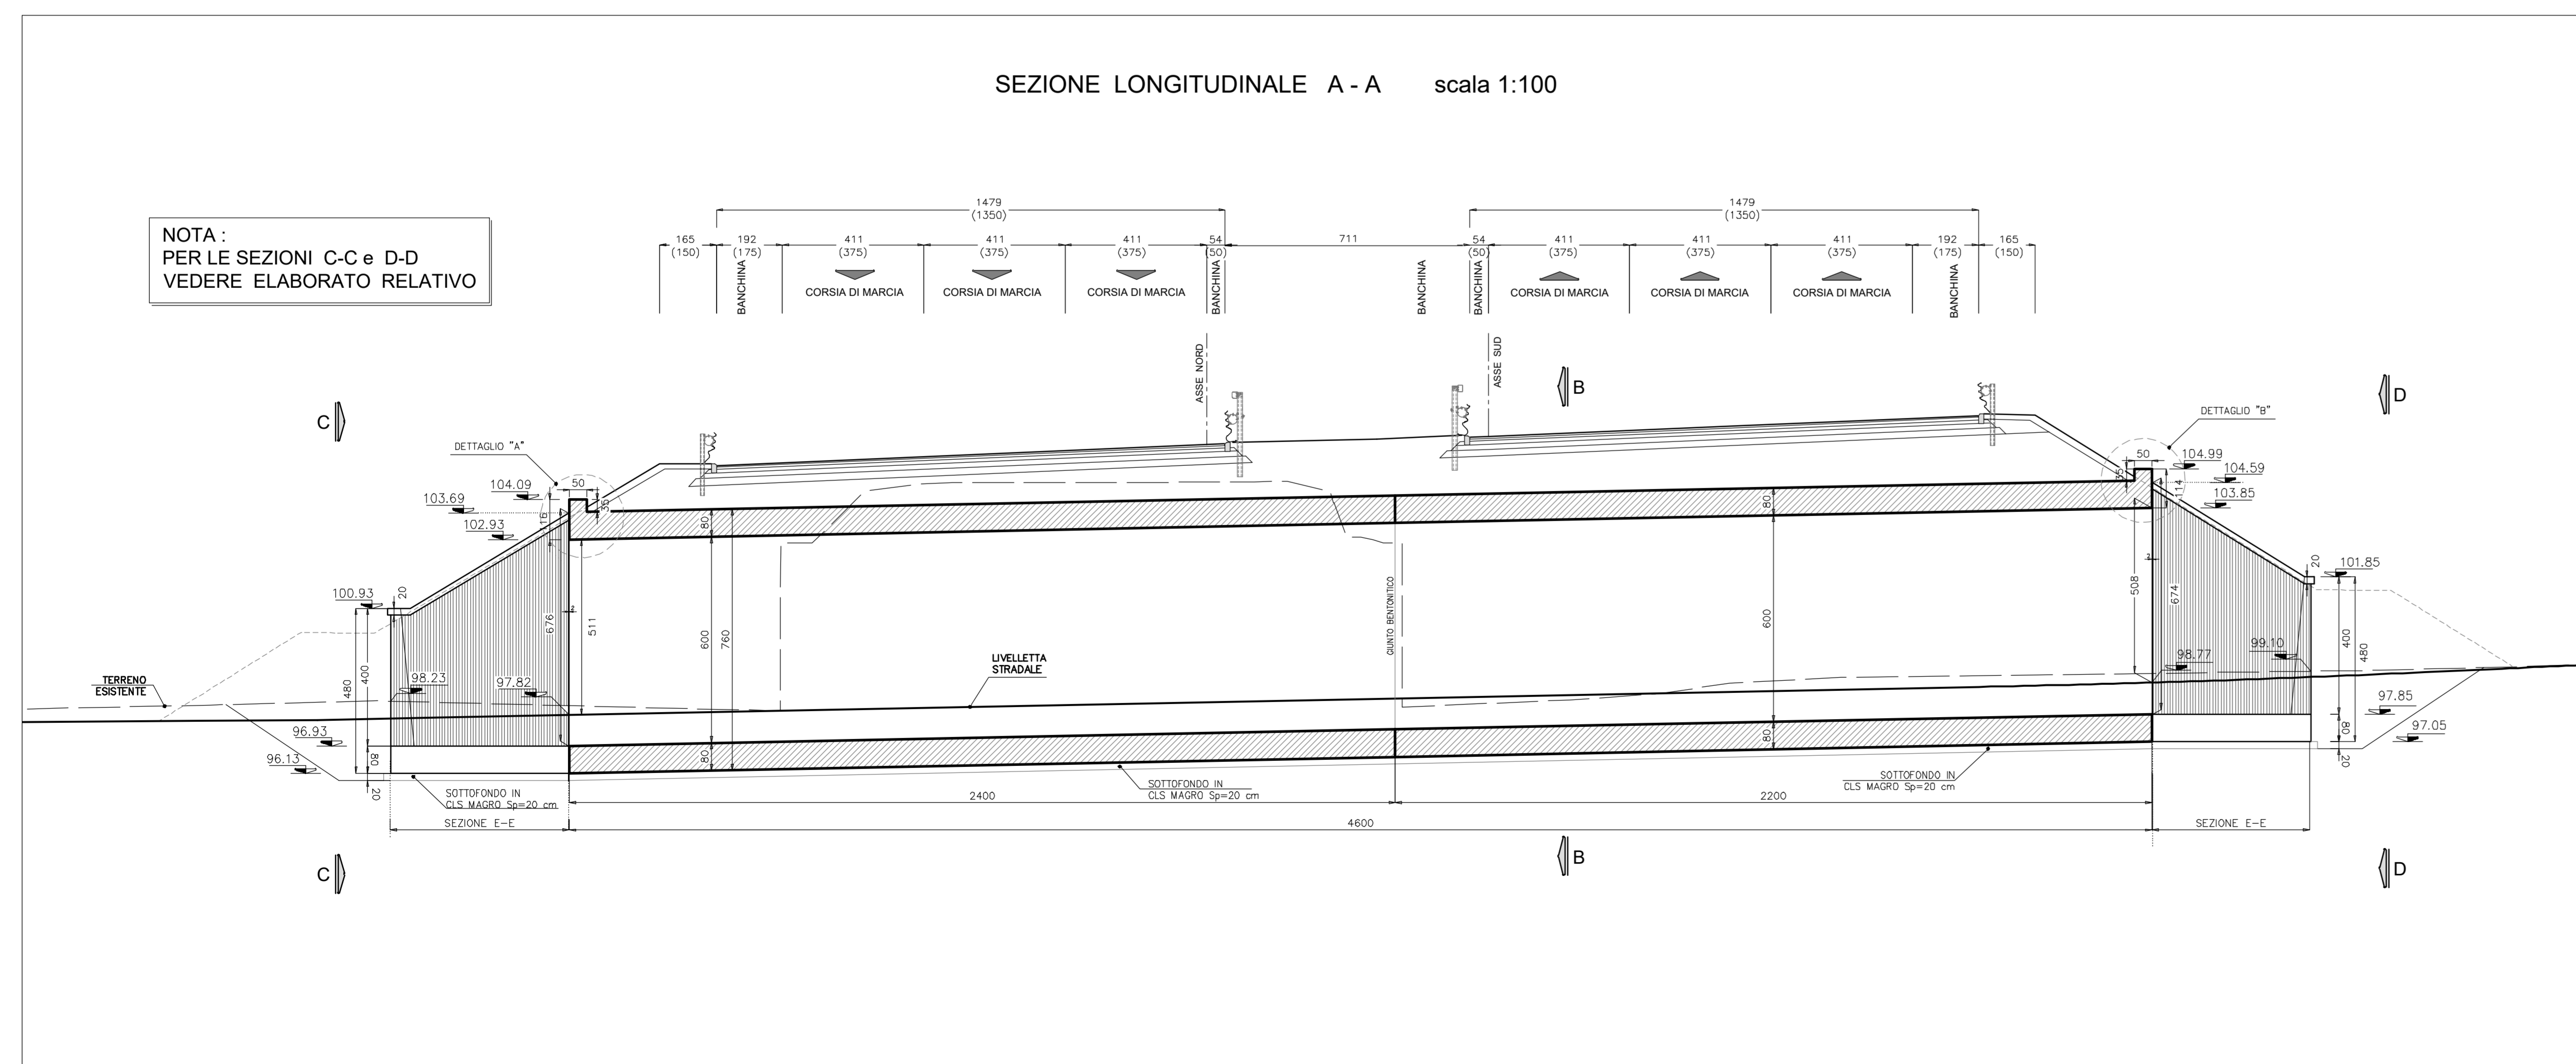 SEZIONE LONGITUDINALE A - A scala 1:100
NOTA :
PER LE SEZIONI C-C e D-D
VEDERE ELABORATO RELATIVO
1479
(1350)
1479
(1350)
165
(150)
192
(175)
411
(375)
411
(375)
411
(375)
54
(50)
711
54
(50)
411
(375)
411
(375)
411
(375)
192
(175)
165
(150)
BANCHINA
CORSIA DI MARCIA
CORSIA DI MARCIA
CORSIA DI MARCIA
BANCHINA
BANCHINA
BANCHINA
CORSIA DI MARCIA
CORSIA DI MARCIA
CORSIA DI MARCIA
BANCHINA
ASSE NORD
ASSE SUD
B
C
D
DETTAGLIO "A"
DETTAGLIO "B"
104.09
103.69
102.93
50
35
116
80
80
50
35
114
104.99
104.59
103.85
100.93
20
676
2
511
600
760
GIUNTO BENTONITICO
600
508
2
674
20
101.85
480
400
98.23
97.82
LIVELLETTA
STRADALE
98.77
99.10
400
480
TERRENO
ESISTENTE
96.93
96.13
80
20
80
80
97.85
97.05
80
20
SOTTOFONDO IN
CLS MAGRO Sp=20 cm
SOTTOFONDO IN
CLS MAGRO Sp=20 cm
SOTTOFONDO IN
CLS MAGRO Sp=20 cm
2400
2200
SEZIONE E-E
4600
SEZIONE E-E
C
B
D